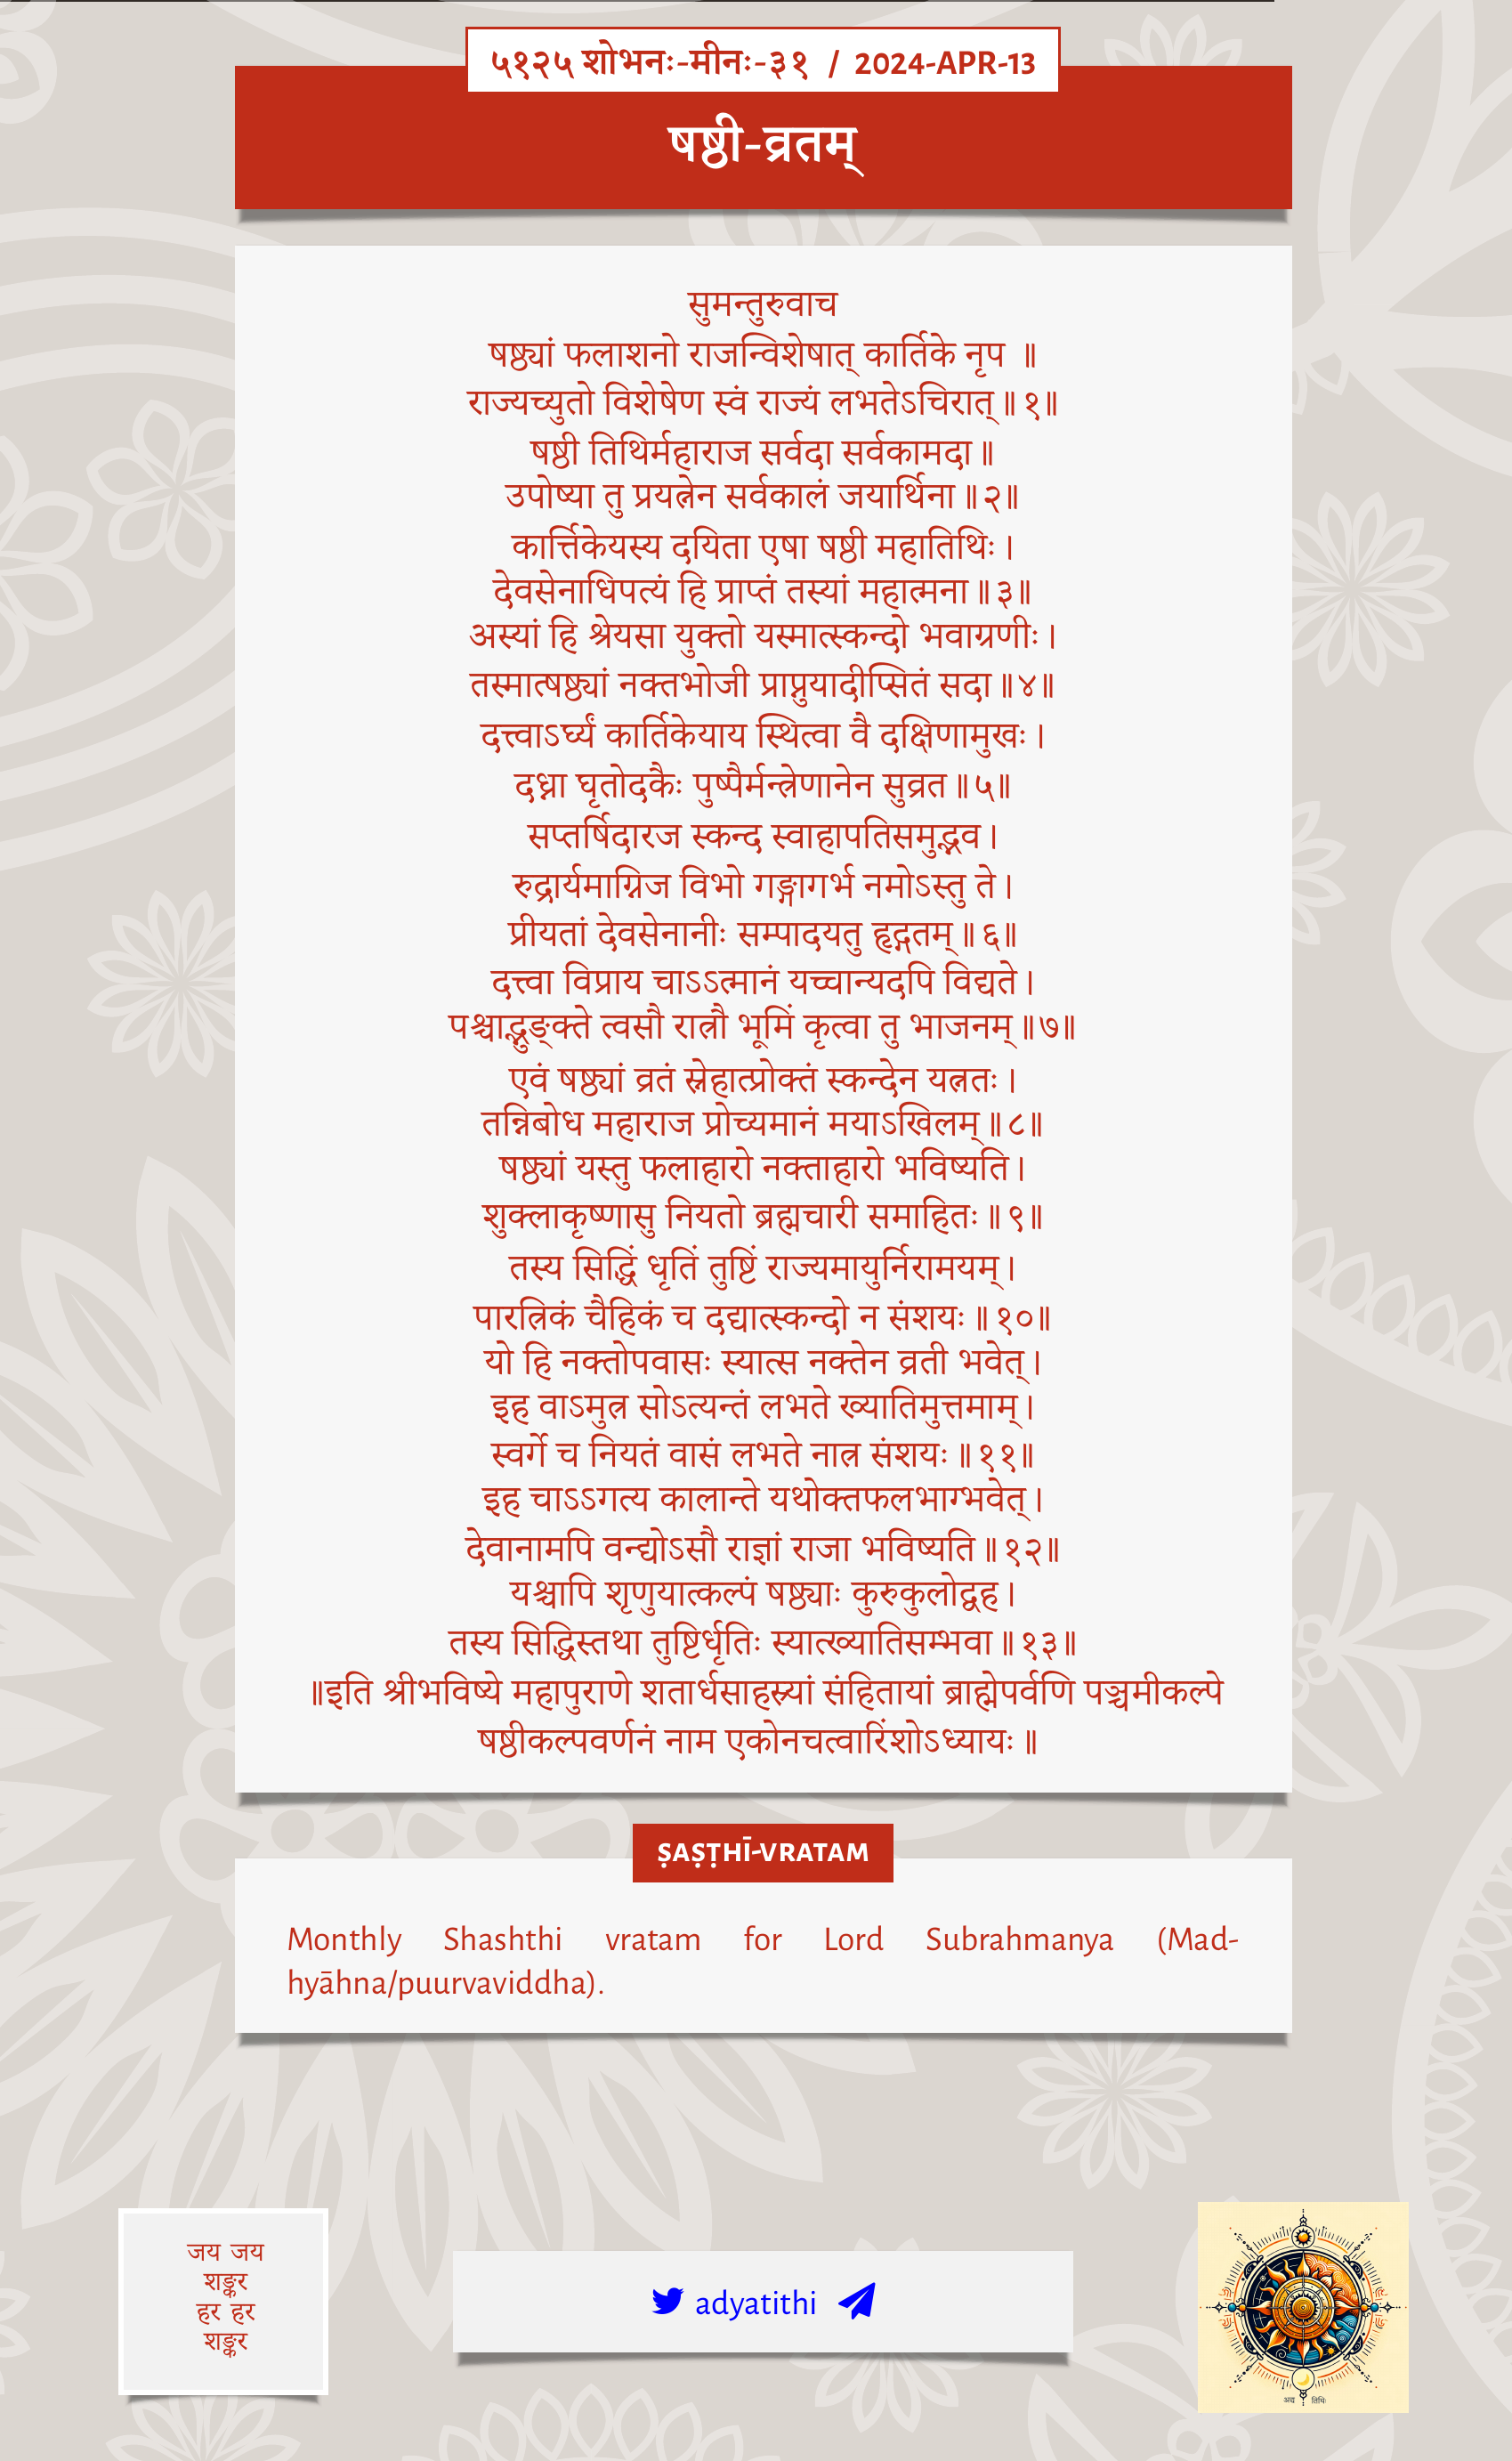 ५१२५ शोभनः-मीनः-३१ / 2024-APR-13
षष्ठी-व्रतम्
सुमन्तुरुवाच
षष्ठ्यां फलाशनो राजन्विशेषात् कार्तिके नृप ॥
राज्यच्युतो विशेषेण स्वं राज्यं लभतेऽचिरात्॥१॥
षष्ठी तिथिर्महाराज सर्वदा सर्वकामदा॥
उपोष्या तु प्रयत्नेन सर्वकालं जयार्थिना॥२॥
कार्त्तिकेयस्य दयिता एषा षष्ठी महातिथिः।
देवसेनाधिपत्यं हि प्राप्तं तस्यां महात्मना॥३॥
अस्यां हि श्रेयसा युक्तो यस्मात्स्कन्दो भवाग्रणीः।
तस्मात्षष्ठ्यां नक्तभोजी प्राप्नुयादीप्सितं सदा॥४॥
दत्त्वाऽर्घ्यं कार्तिकेयाय स्थित्वा वै दक्षिणामुखः।
दध्ना घृतोदकैः पुष्पैर्मन्त्रेणानेन सुव्रत॥५॥
सप्तर्षिदारज स्कन्द स्वाहापतिसमुद्भव।
रुद्रार्यमाग्निज विभो गङ्गागर्भ नमोऽस्तु ते।
प्रीयतां देवसेनानीः सम्पादयतु हृद्गतम्॥६॥
दत्त्वा विप्राय चाऽऽत्मानं यच्चान्यदपि विद्यते।
पश्चाद्भुङ्क्ते त्वसौ रात्रौ भूमिं कृत्वा तु भाजनम्॥७॥
एवं षष्ठ्यां व्रतं स्नेहात्प्रोक्तं स्कन्देन यत्नतः।
तन्निबोध महाराज प्रोच्यमानं मयाऽखिलम्॥८॥
षष्ठ्यां यस्तु फलाहारो नक्ताहारो भविष्यति।
शुक्लाकृष्णासु नियतो ब्रह्मचारी समाहितः॥९॥
तस्य सिद्धिं धृतिं तुष्टिं राज्यमायुर्निरामयम्।
पारत्रिकं चैहिकं च दद्यात्स्कन्दो न संशयः॥१०॥
यो हि नक्तोपवासः स्यात्स नक्तेन व्रती भवेत्।
इह वाऽमुत्र सोऽत्यन्तं लभते ख्यातिमुत्तमाम्।
स्वर्गे च नियतं वासं लभते नात्र संशयः॥११॥
इह चाऽऽगत्य कालान्ते यथोक्तफलभाग्भवेत्।
देवानामपि वन्द्योऽसौ राज्ञां राजा भविष्यति॥१२॥
यश्चापि शृणुयात्कल्पं षष्ठ्याः कुरुकुलोद्वह।
तस्य सिद्धिस्तथा तुष्टिर्धृतिः स्यात्ख्यातिसम्भवा॥१३॥
॥इति श्रीभविष्ये महापुराणे शतार्धसाहस्र्यां संहितायां ब्राह्मेपर्वणि पञ्चमीकल्पे
षष्ठीकल्पवर्णनं नाम एकोनचत्वारिंशोऽध्यायः॥
ṢAṢṬHĪ-VRATAM
Monthly Shashthi vratam for Lord Subrahmanya (Mad-
hyāhna/puurvaviddha).
जय जय
शङ्कर
हर हर
शङ्कर
adyatithi
अद्य तिथिः